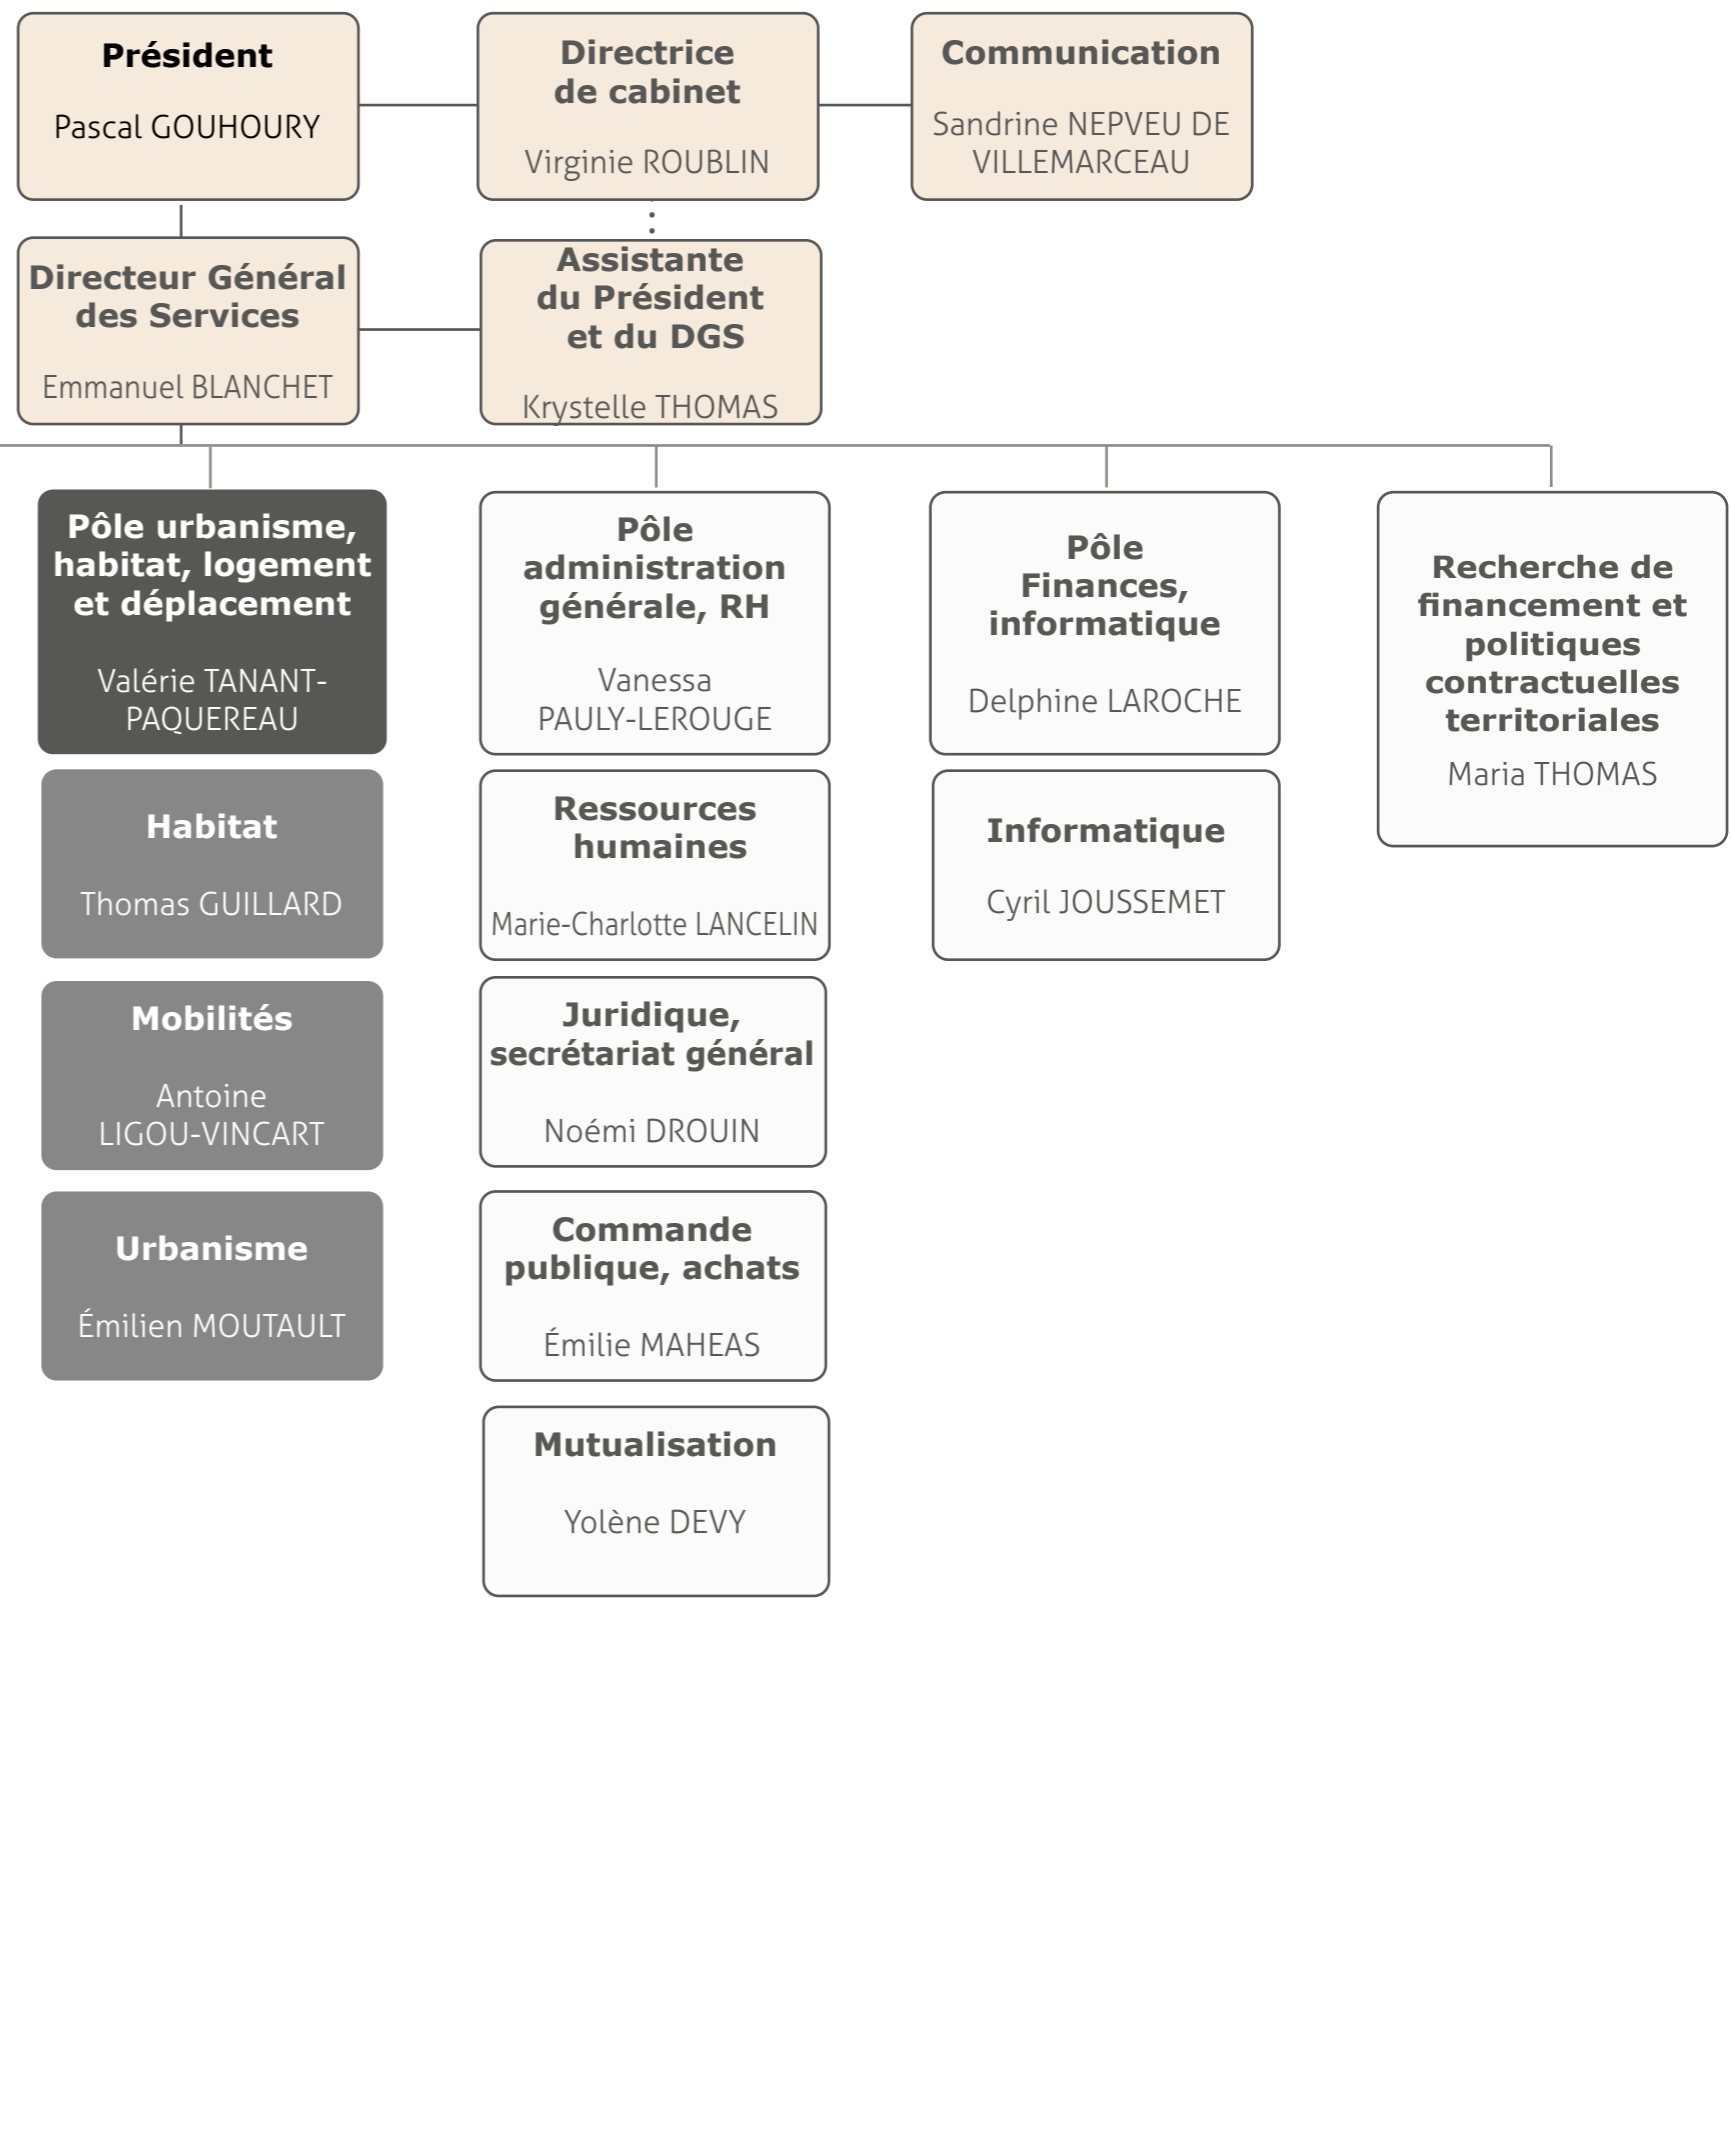 Président
Pascal GOUHOURY
Directrice
de cabinet
Virginie ROUBLIN
Communication
Sandrine NEPVEU DE
VILLEMARCEAU
Directeur Général
des Services
Emmanuel BLANCHET
Assistante
du Président
et du DGS
Krystelle THOMAS
Pôle urbanisme,
habitat, logement
et déplacement
Valérie TANANT-
PAQUEREAU
Habitat
Thomas GUILLARD
Mobilités
Antoine
LIGOU-VINCART
Urbanisme
Émilien MOUTAULT
Pôle
administration
générale, RH
Vanessa
PAULY-LEROUGE
Ressources
humaines
Marie-Charlotte LANCELIN
Juridique,
secrétariat général
Noémi DROUIN
Commande
publique, achats
Émilie MAHEAS
Mutualisation
Yolène DEVY
Pôle
Finances,
informatique
Delphine LAROCHE
Informatique
Cyril JOUSSEMET
Recherche de
financement et
politiques
contractuelles
territoriales
Maria THOMAS